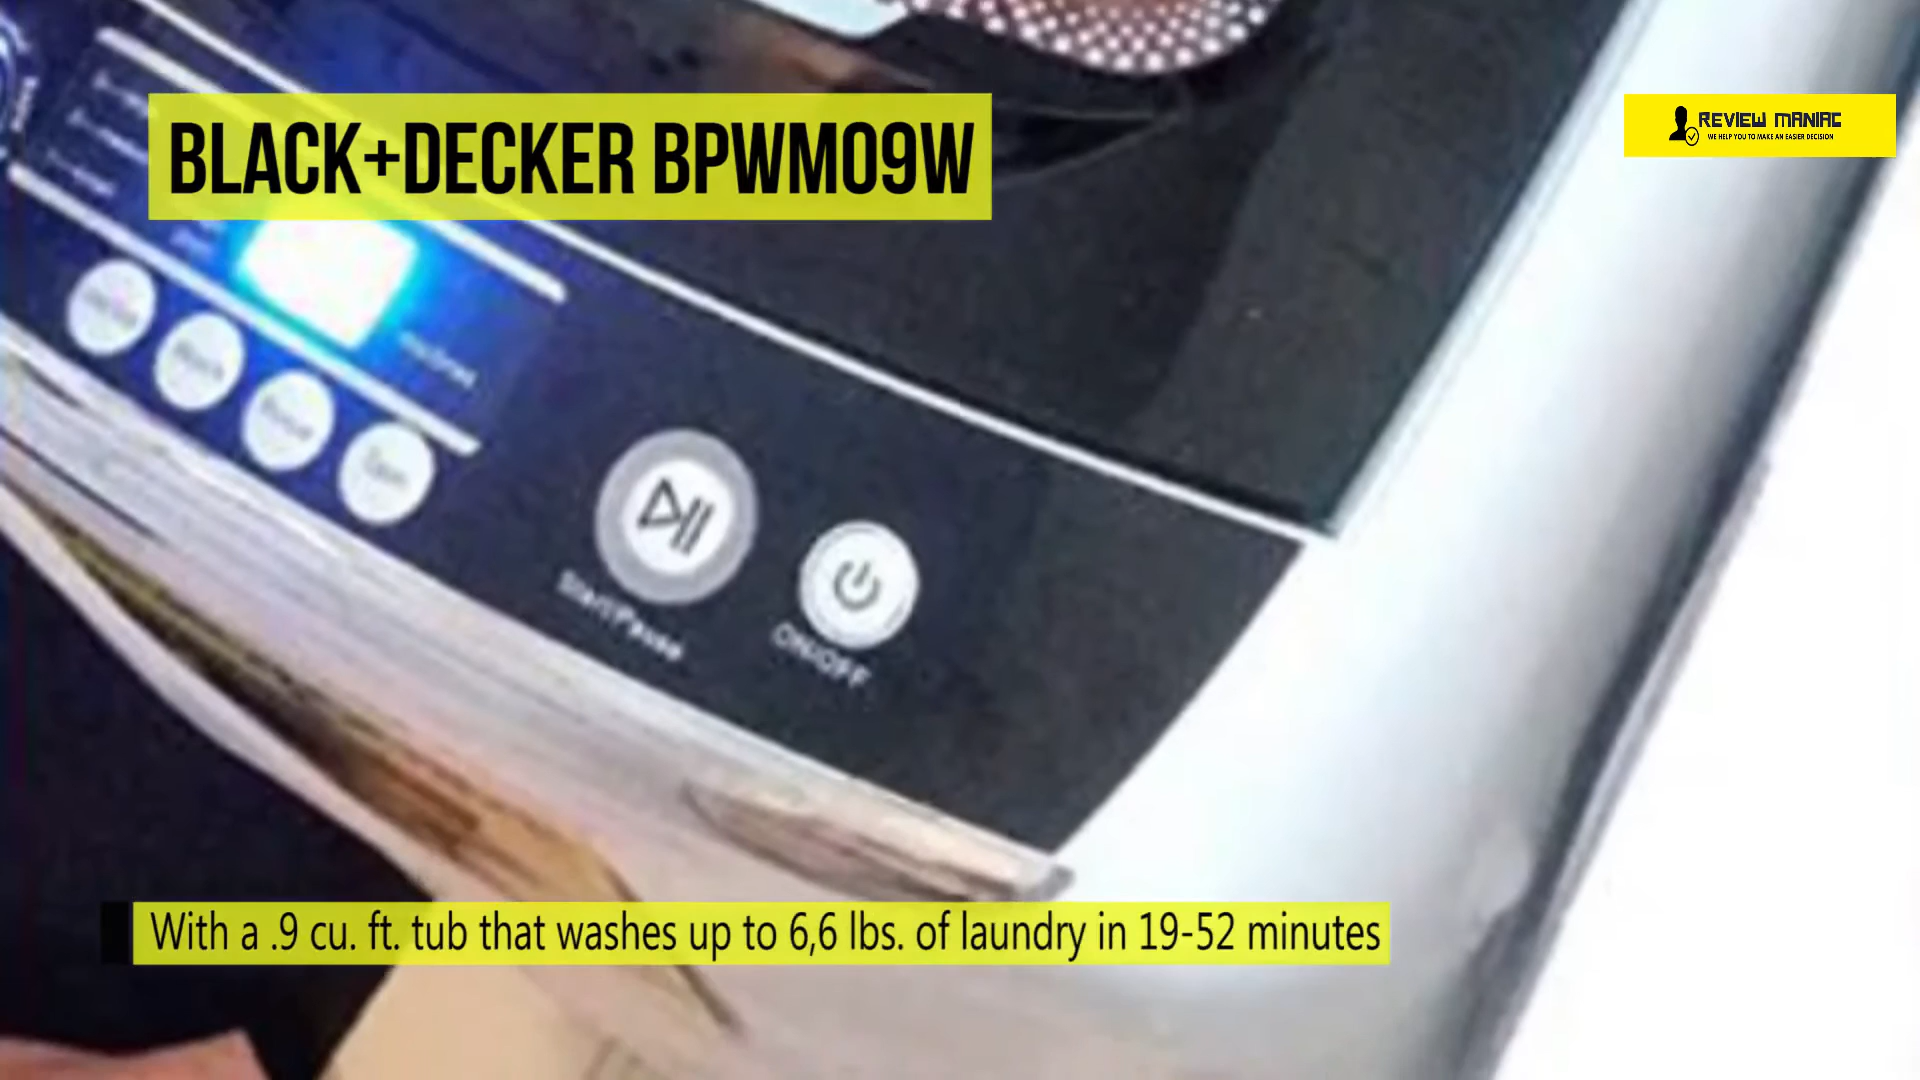 BLACK+DECKER BPWM09W
REVIEW MANIAC
WE HELP YOU TO MAKE AN EASIER DECISION
Start/Pause
ON/OFF
With a .9 cu. ft. tub that washes up to 6,6 lbs. of laundry in 19-52 minutes